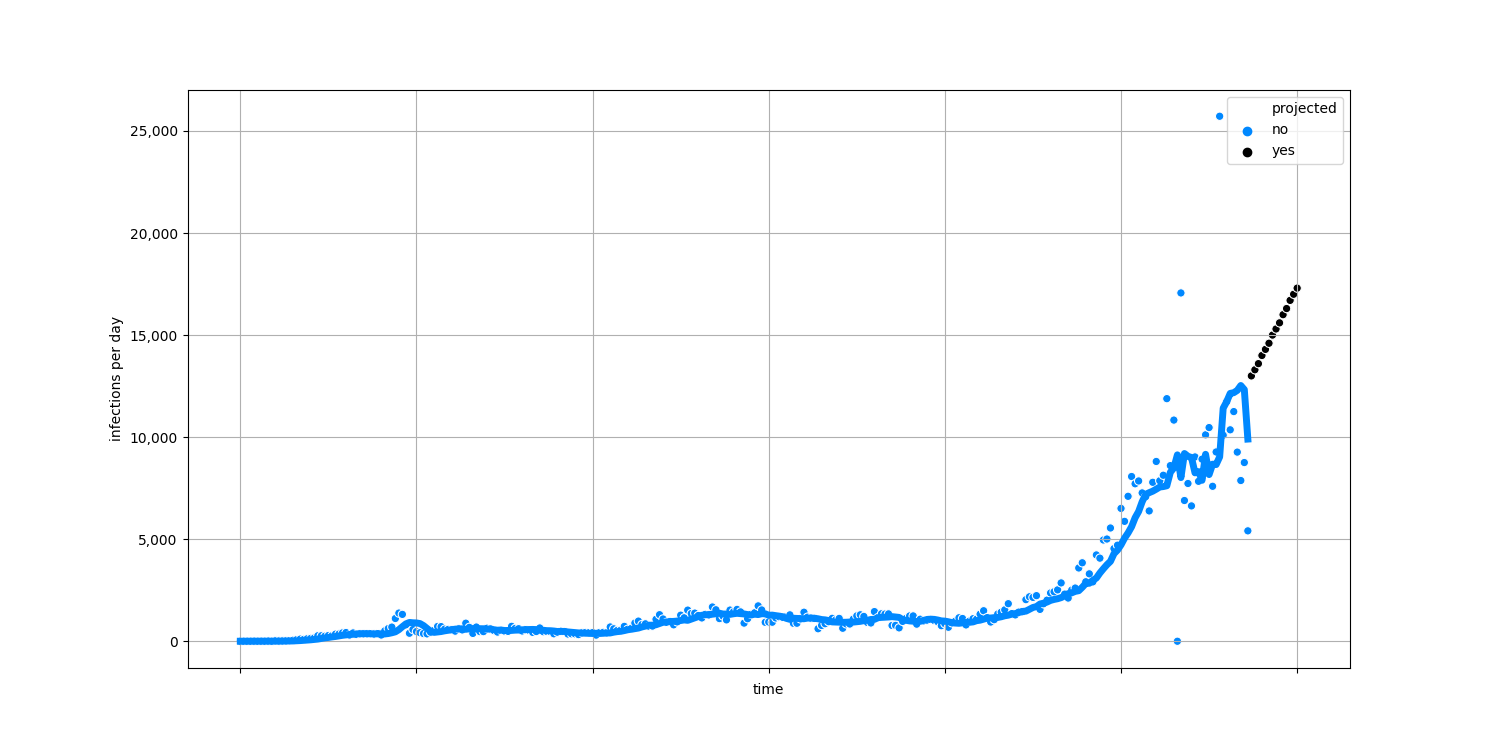 projected
no
yes
25,000
20,000
15,000
10,000
5,000
0
infections per day
time